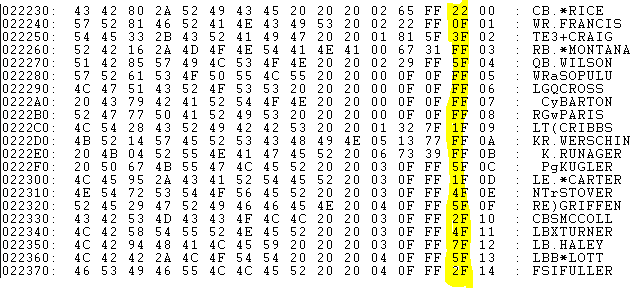 022230: 43 42 80 2A 52 49 43 45 20 20 20 02 65 FF 22 00 : CB.*RICE
022240: 57 52 81 46 52 41 4E 43 49 53 20 02 02 FF 0F 01 : WR.FRANCIS
022250: 54 45 33 2B 43 52 41 49 47 20 20 01 81 5F 3F 02 : TE3+CRAIG
022260: 52 42 16 2A 4D 4F 4E 54 41 4E 41 00 67 31 FF 03 : RB.*MONTANA
022270: 51 42 85 57 49 4C 53 4F 4E 20 20 02 29 FF 5F 04 : QB.WILSON
022280: 57 52 61 53 4F 50 55 4C 55 20 20 00 0F 0F FF 05 : WRaSOPULU
022290: 4C 47 51 43 52 4F 53 53 20 20 20 00 0F 0F FF 06 : LGQCROSS
0222A0: 20 43 79 42 41 52 54 4F 4E 20 20 00 0F 0F FF 07 : CyBARTON
0222B0: 52 47 77 50 41 52 49 53 20 20 20 00 0F 0F FF 08 : RGwPARIS
0222C0: 4C 54 28 43 52 49 42 42 53 20 20 01 32 7F 1F 09 : LT(CRIBBS
0222D0: 4B 52 14 57 45 52 53 43 48 49 4E 05 13 77 FF 0A : KR.WERSCHIN
0222E0: 20 4B 04 52 55 4E 41 47 45 52 20 06 73 39 FF 0B : K.RUNAGER
0222F0: 20 50 67 4B 55 47 4C 45 52 20 20 03 0F FF 5F 0C : PgKUGLER
022300: 4C 45 95 2A 43 41 52 54 45 52 20 03 0F FF 1F 0D : LE.*CARTER
022310: 4E 54 72 53 54 4F 56 45 52 20 20 03 0F FF 4F 0E : NTrSTOVER
022320: 52 45 29 47 52 49 46 46 45 4E 20 04 0F FF 5F 0F : RE)GRIFFEN
022330: 43 42 53 4D 43 43 4F 4C 4C 20 20 03 0F FF 2F 10 : CBSMCCOLL
022340: 4C 42 58 54 55 52 4E 45 52 20 20 04 0F FF 4F 11 : LBXTURNER
022350: 4C 42 94 48 41 4C 45 59 20 20 20 03 0F FF 7F 12 : LB.HALEY
022360: 4C 42 42 2A 4C 4F 54 54 20 20 20 04 0F FF 5F 13 : LBB*LOTT
022370: 46 53 49 46 55 4C 4C 45 52 20 20 04 0F FF 2F 14 : FSIFULLER